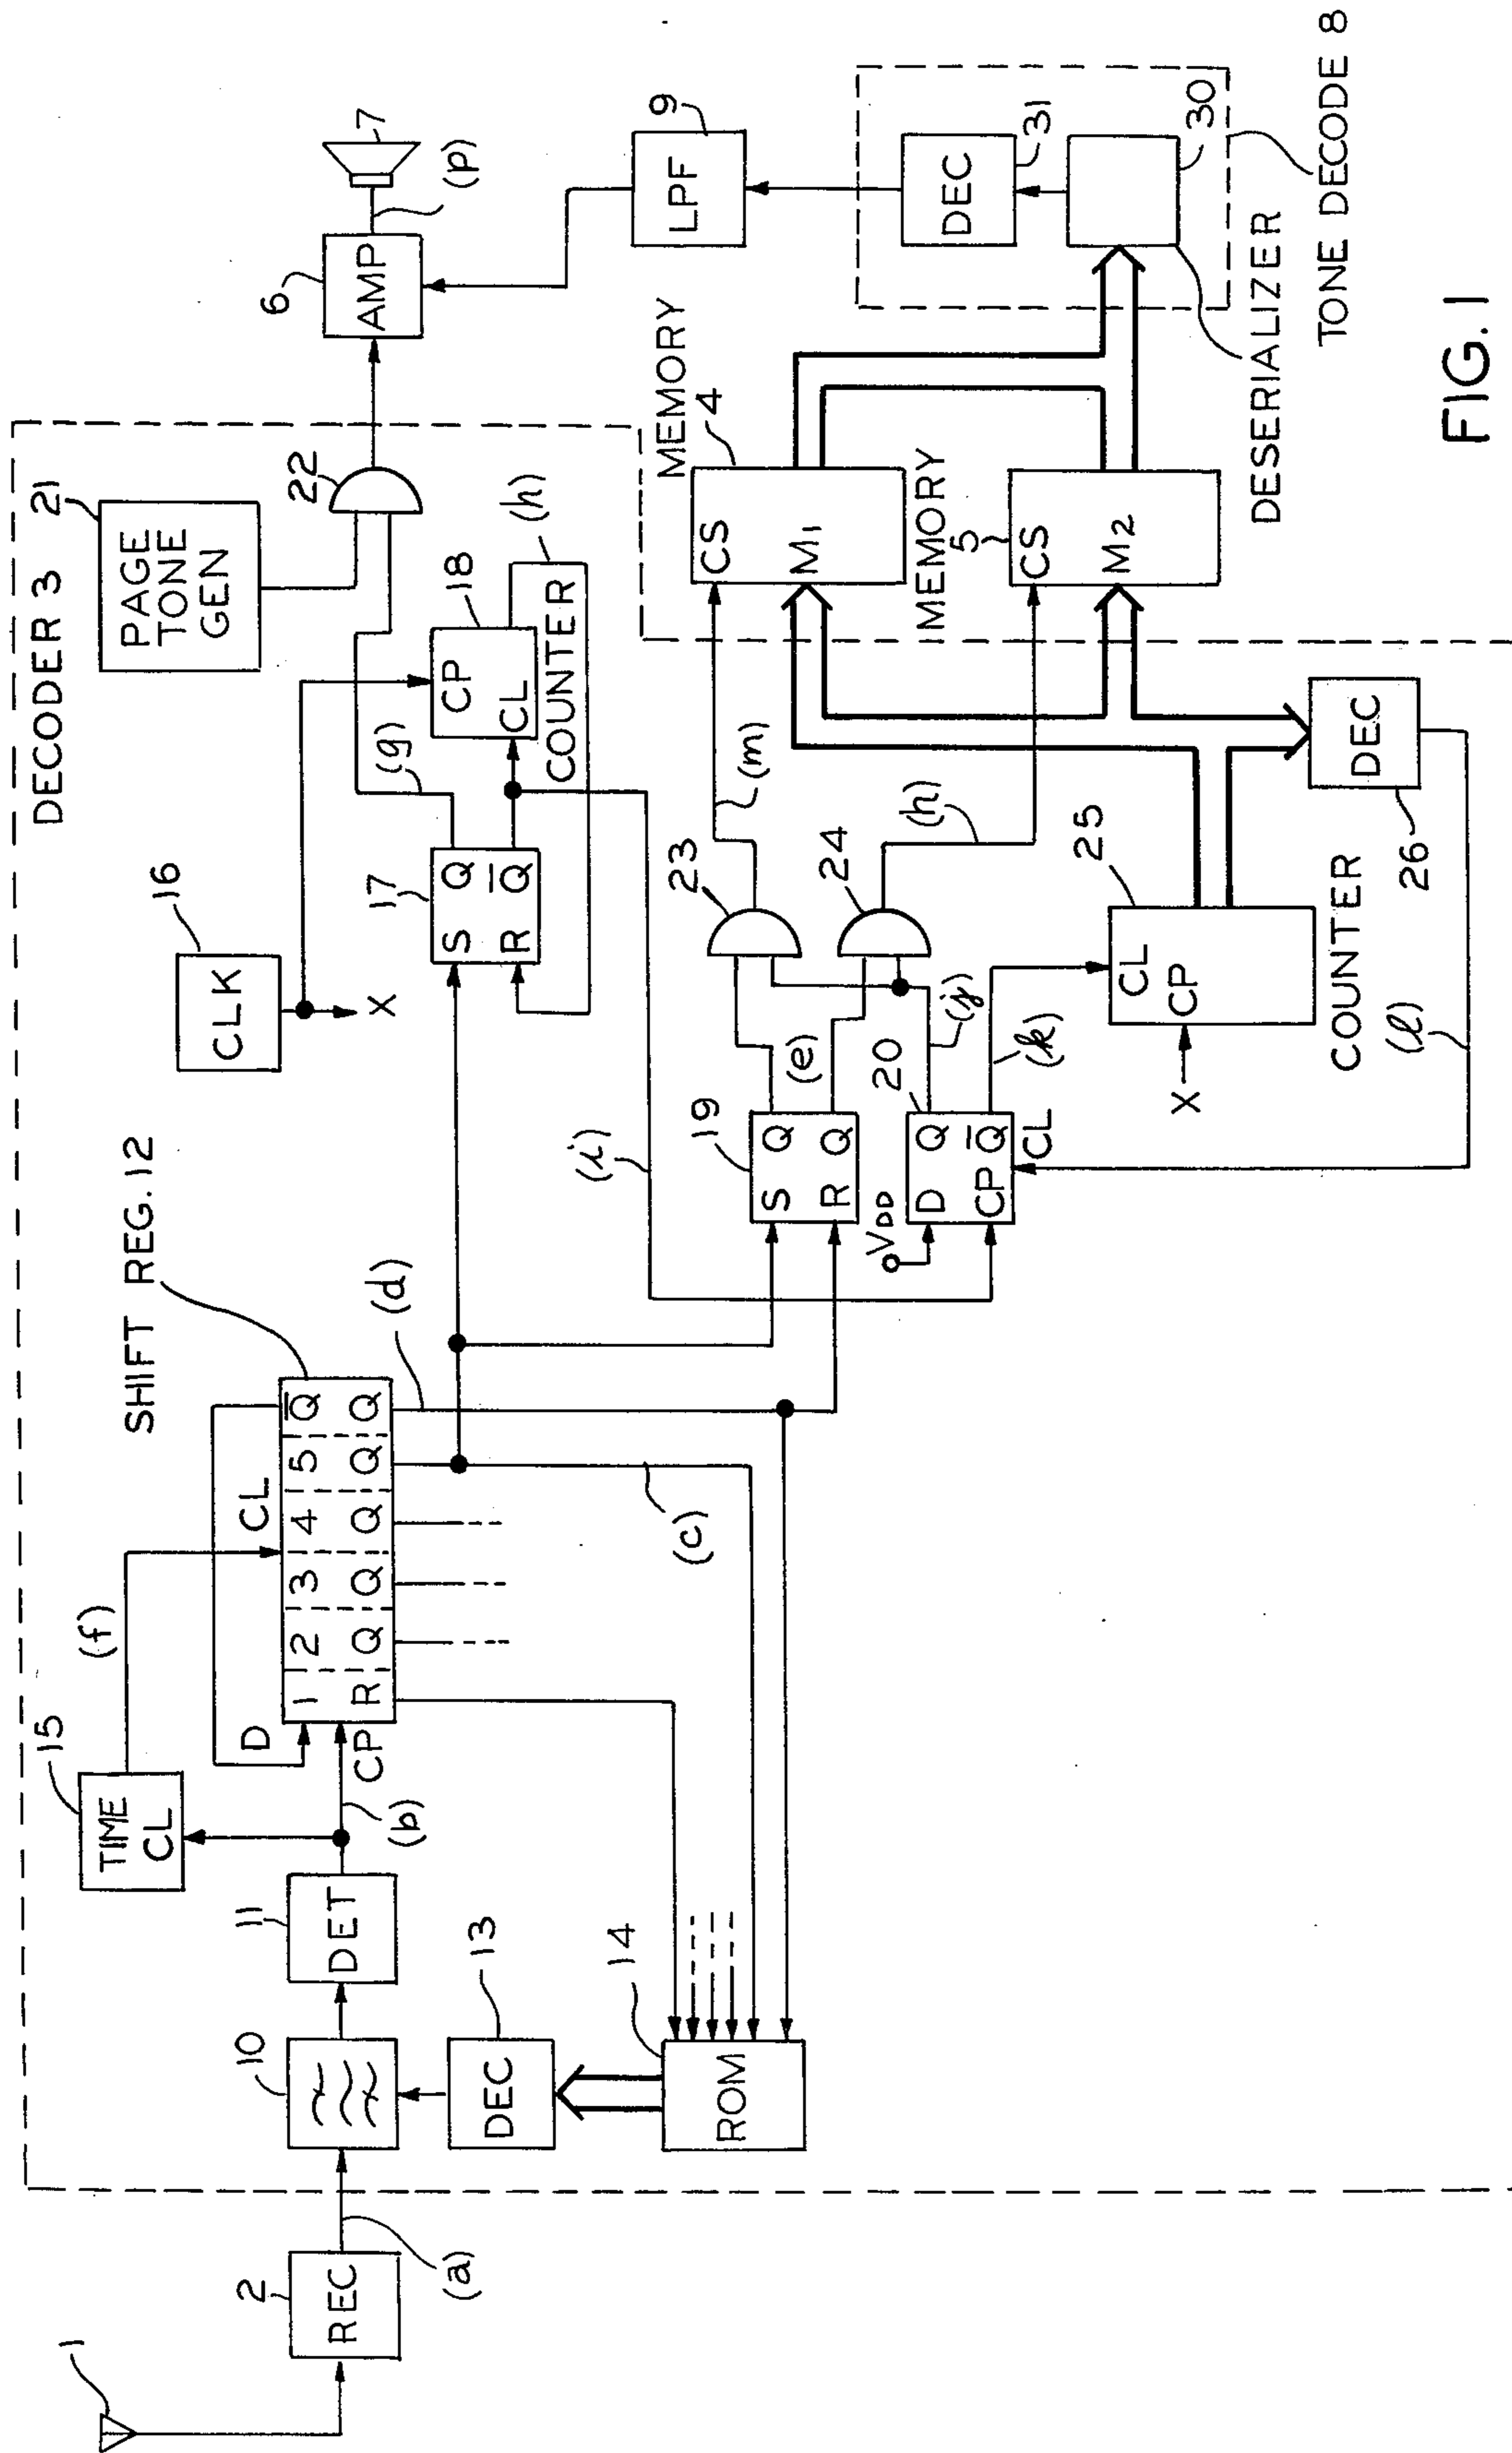 DECODER 3
15
TIME
CL
(f)
SHIFT REG. 12
16
CLK
X
21
PAGE
TONE
GEN
22
6
AMP
7
(p)
1
2
REC
(a)
10
11
DET
(b)
D
CP
CL
1 2 3 4 5 Q̅
R Q Q Q Q Q
(d)
(c)
17
S Q
R Q̅
(g)
18
CP
CL
COUNTER
(h)
13
DEC
14
ROM
(i)
19
S Q
R Q
(e)
VDD
20
D Q
CP Q̅
CL
(j)
(k)
23
24
(m)
(h)
MEMORY
4
CS
M1
MEMORY
5
CS
M2
9
LPF
X
CL
CP
25
COUNTER
DEC
26
(l)
DEC
31
30
DESERIALIZER
TONE DECODE 8
FIG. 1